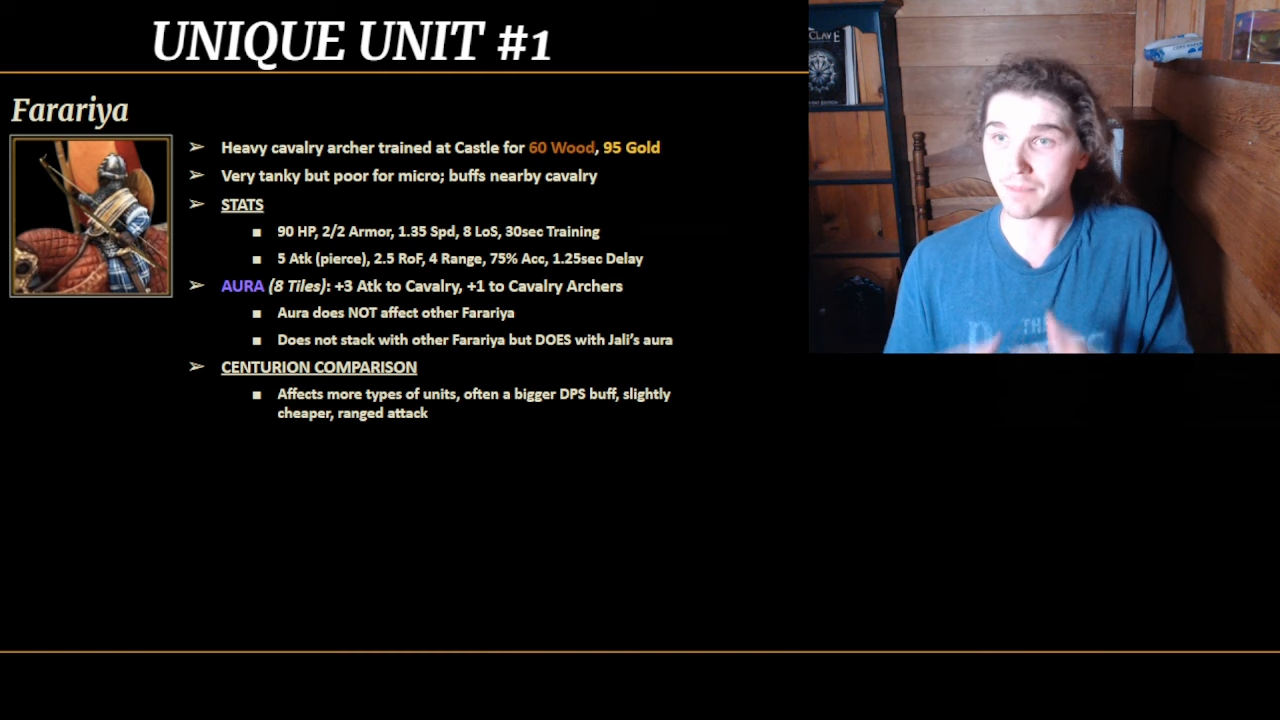 UNIQUE UNIT #1
Farariya
➢ Heavy cavalry archer trained at Castle for 60 Wood, 95 Gold
➢ Very tanky but poor for micro; buffs nearby cavalry
➢ STATS
■ 90 HP, 2/2 Armor, 1.35 Spd, 8 LoS, 30sec Training
■ 5 Atk (pierce), 2.5 RoF, 4 Range, 75% Acc, 1.25sec Delay
➢ AURA (8 Tiles): +3 Atk to Cavalry, +1 to Cavalry Archers
■ Aura does NOT affect other Farariya
■ Does not stack with other Farariya but DOES with Jali's aura
➢ CENTURION COMPARISON
■ Affects more types of units, often a bigger DPS buff, slightly
cheaper, ranged attack
THE